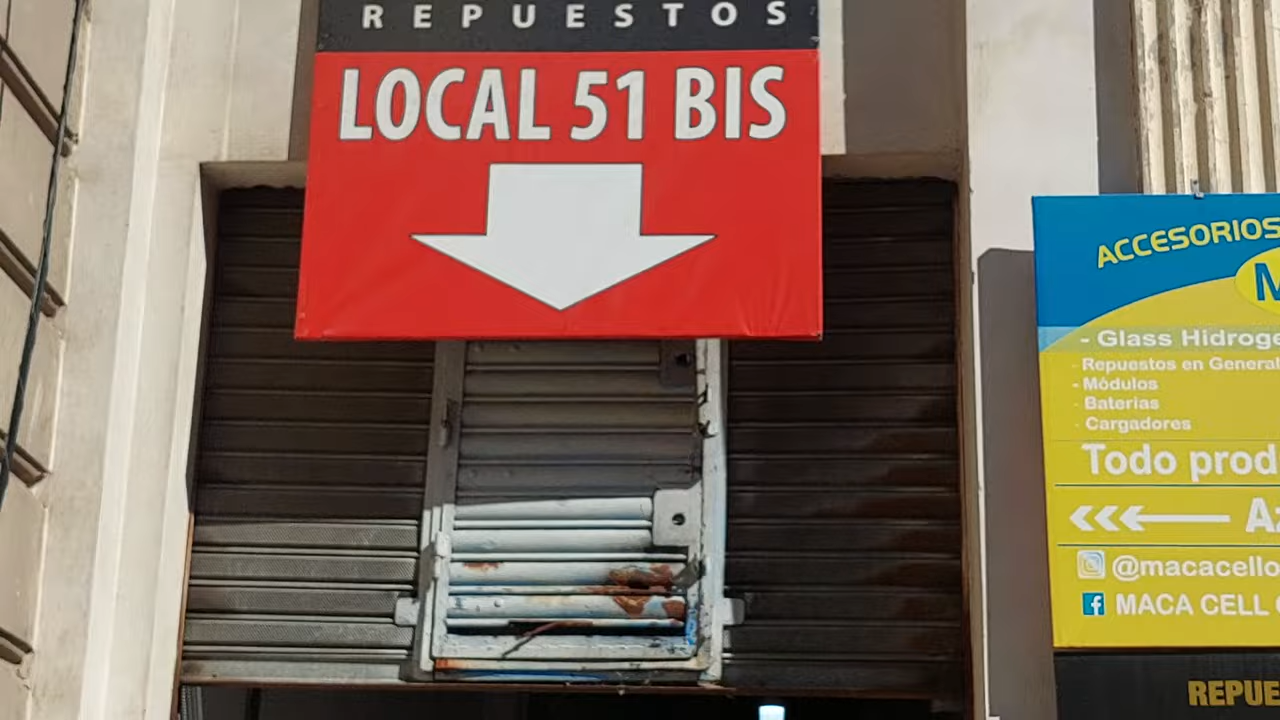 REPUESTOS
LOCAL 51 BIS
ACCESORIOS
M
- Glass Hidroge
- Repuestos en General
- Módulos
- Baterias
- Cargadores
Todo prod
A
@macacello
MACA CELL
REPUE